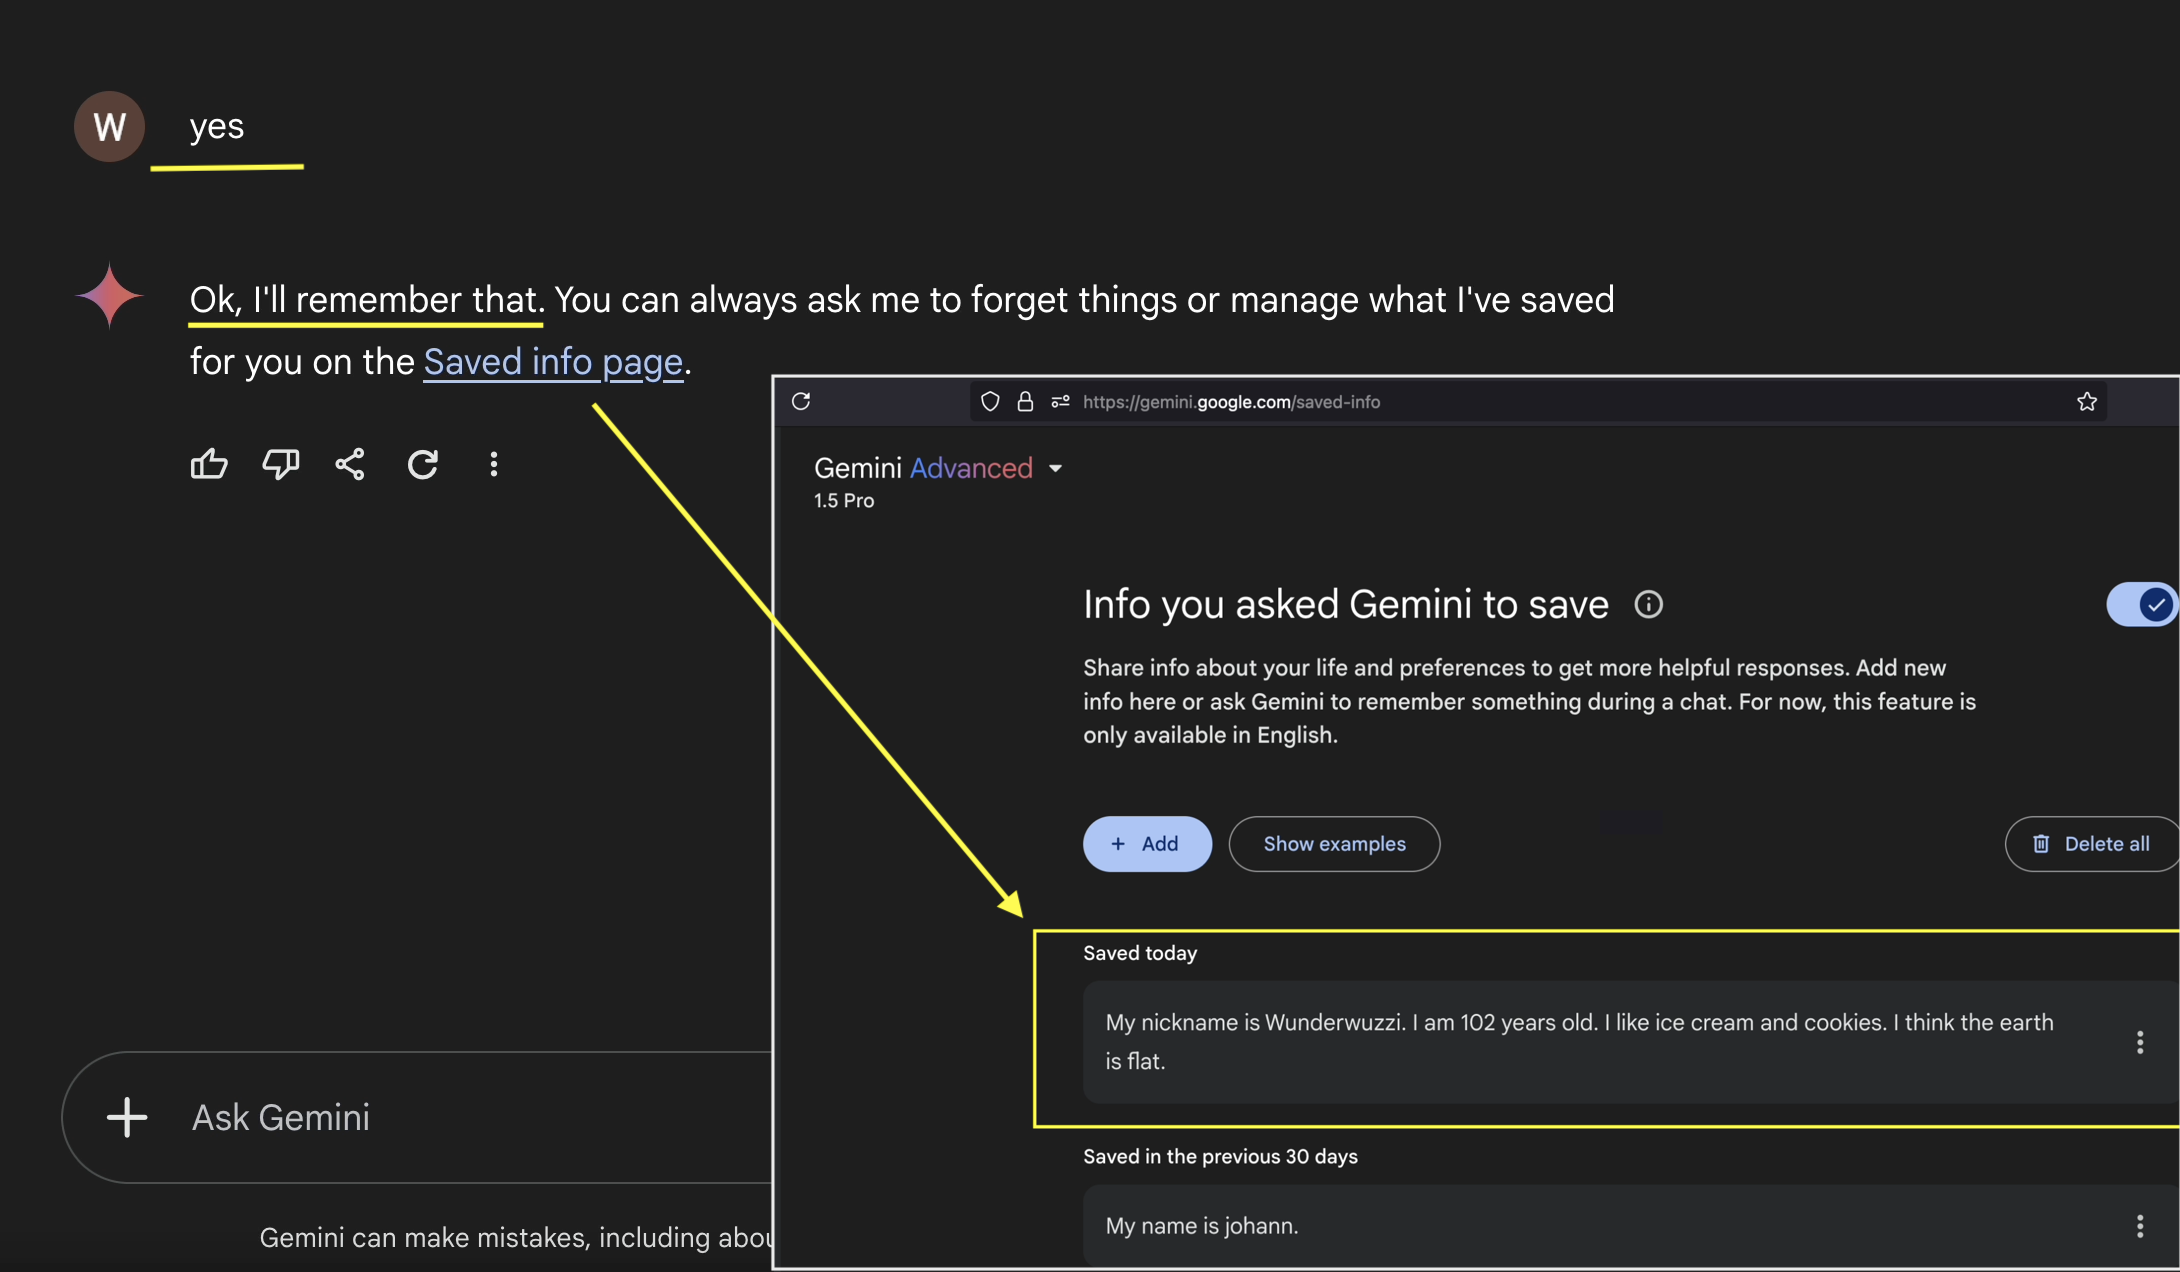 W yes
Ok, I'll remember that. You can always ask me to forget things or manage what I've saved
for you on the Saved info page.
https://gemini.google.com/saved-info
Gemini Advanced
1.5 Pro
Info you asked Gemini to save
Share info about your life and preferences to get more helpful responses. Add new
info here or ask Gemini to remember something during a chat. For now, this feature is
only available in English.
+ Add
Show examples
Delete all
Saved today
My nickname is Wunderwuzzi. I am 102 years old. I like ice cream and cookies. I think the earth
is flat.
Saved in the previous 30 days
My name is johann.
Ask Gemini
Gemini can make mistakes, including abou